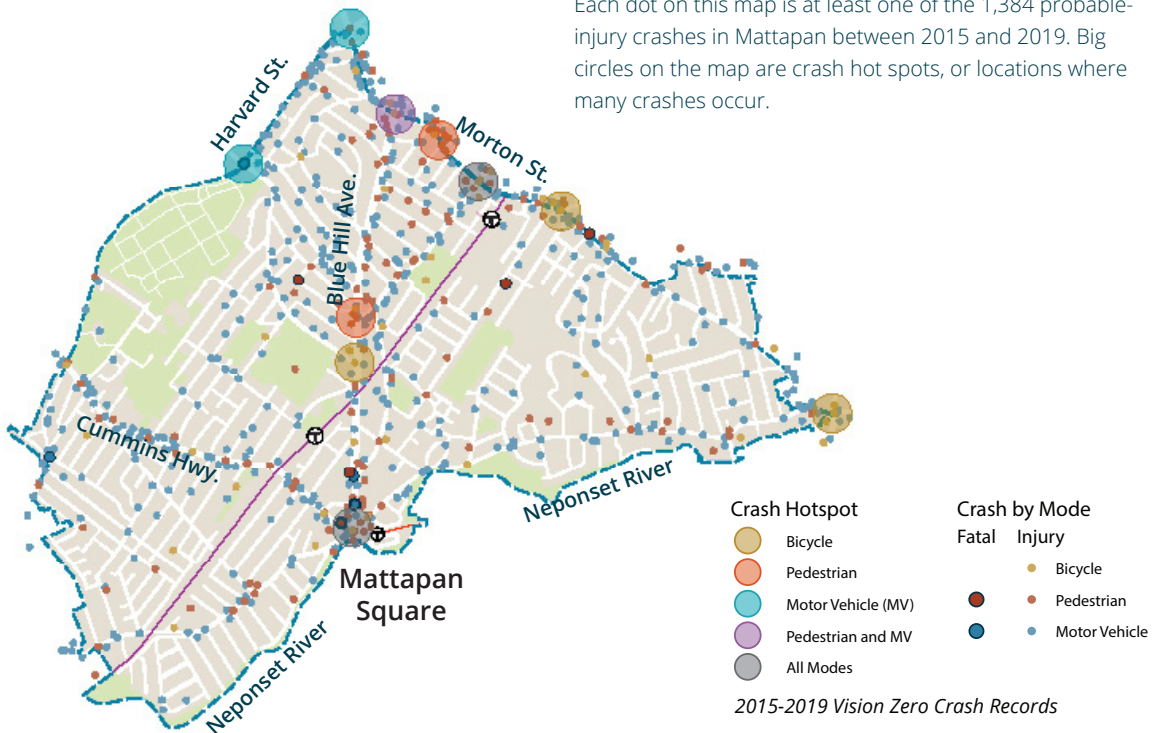 Each dot on this map is at least one of the 1,384 probable-
injury crashes in Mattapan between 2015 and 2019. Big
circles on the map are crash hot spots, or locations where
many crashes occur.
Harvard St.
Morton St.
Blue Hill Ave.
Cummins Hwy.
Neponset River
Mattapan
Square
Neponset River
T
T
T
Crash Hotspot
Bicycle
Pedestrian
Motor Vehicle (MV)
Pedestrian and MV
All Modes
Crash by Mode
Fatal Injury
Bicycle
Pedestrian
Motor Vehicle
2015-2019 Vision Zero Crash Records